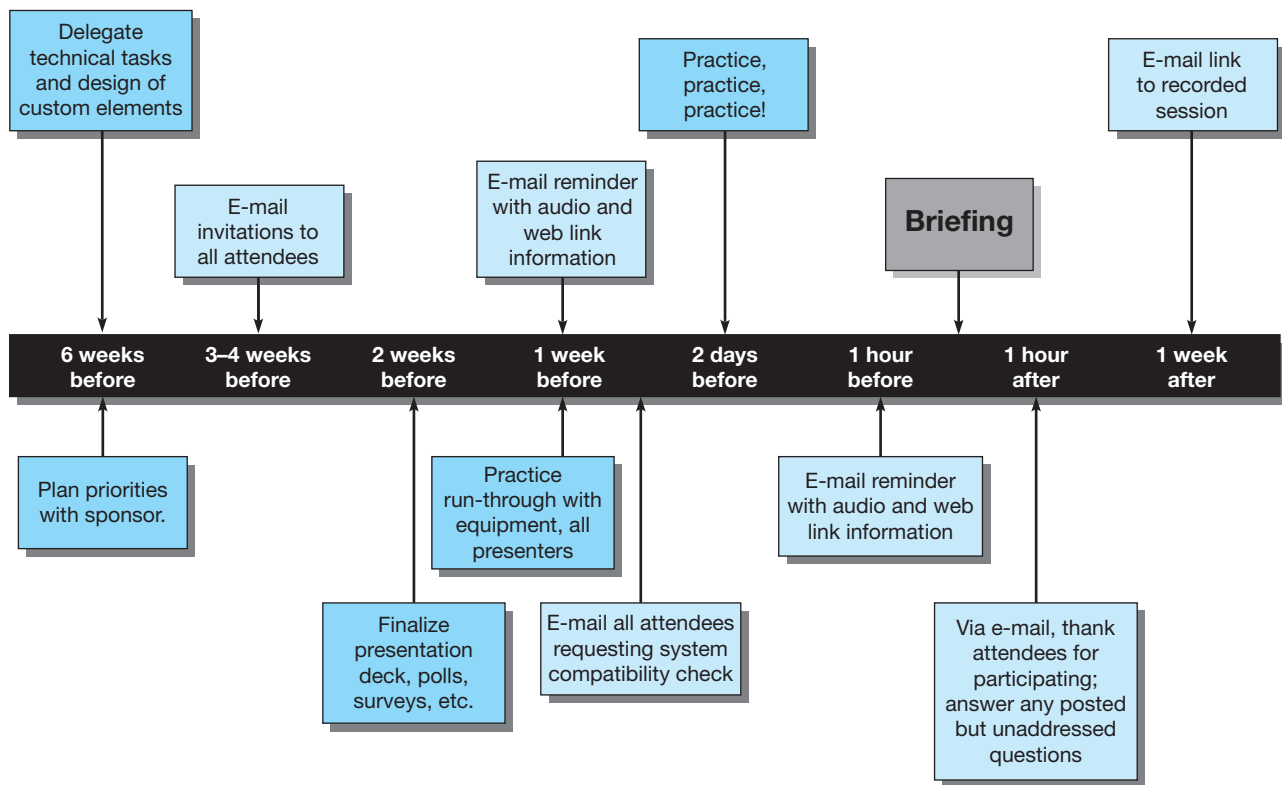 Delegate
technical tasks
and design of
custom elements
Practice,
practice,
practice!
E-mail link
to recorded
session
E-mail
invitations to
all attendees
E-mail reminder
with audio and
web link
information
Briefing
6 weeks
before
3–4 weeks
before
2 weeks
before
1 week
before
2 days
before
1 hour
before
1 hour
after
1 week
after
Plan priorities
with sponsor.
Practice
run-through with
equipment, all
presenters
E-mail reminder
with audio and web
link information
Finalize
presentation
deck, polls,
surveys, etc.
E-mail all attendees
requesting system
compatibility check
Via e-mail, thank
attendees for
participating;
answer any posted
but unaddressed
questions